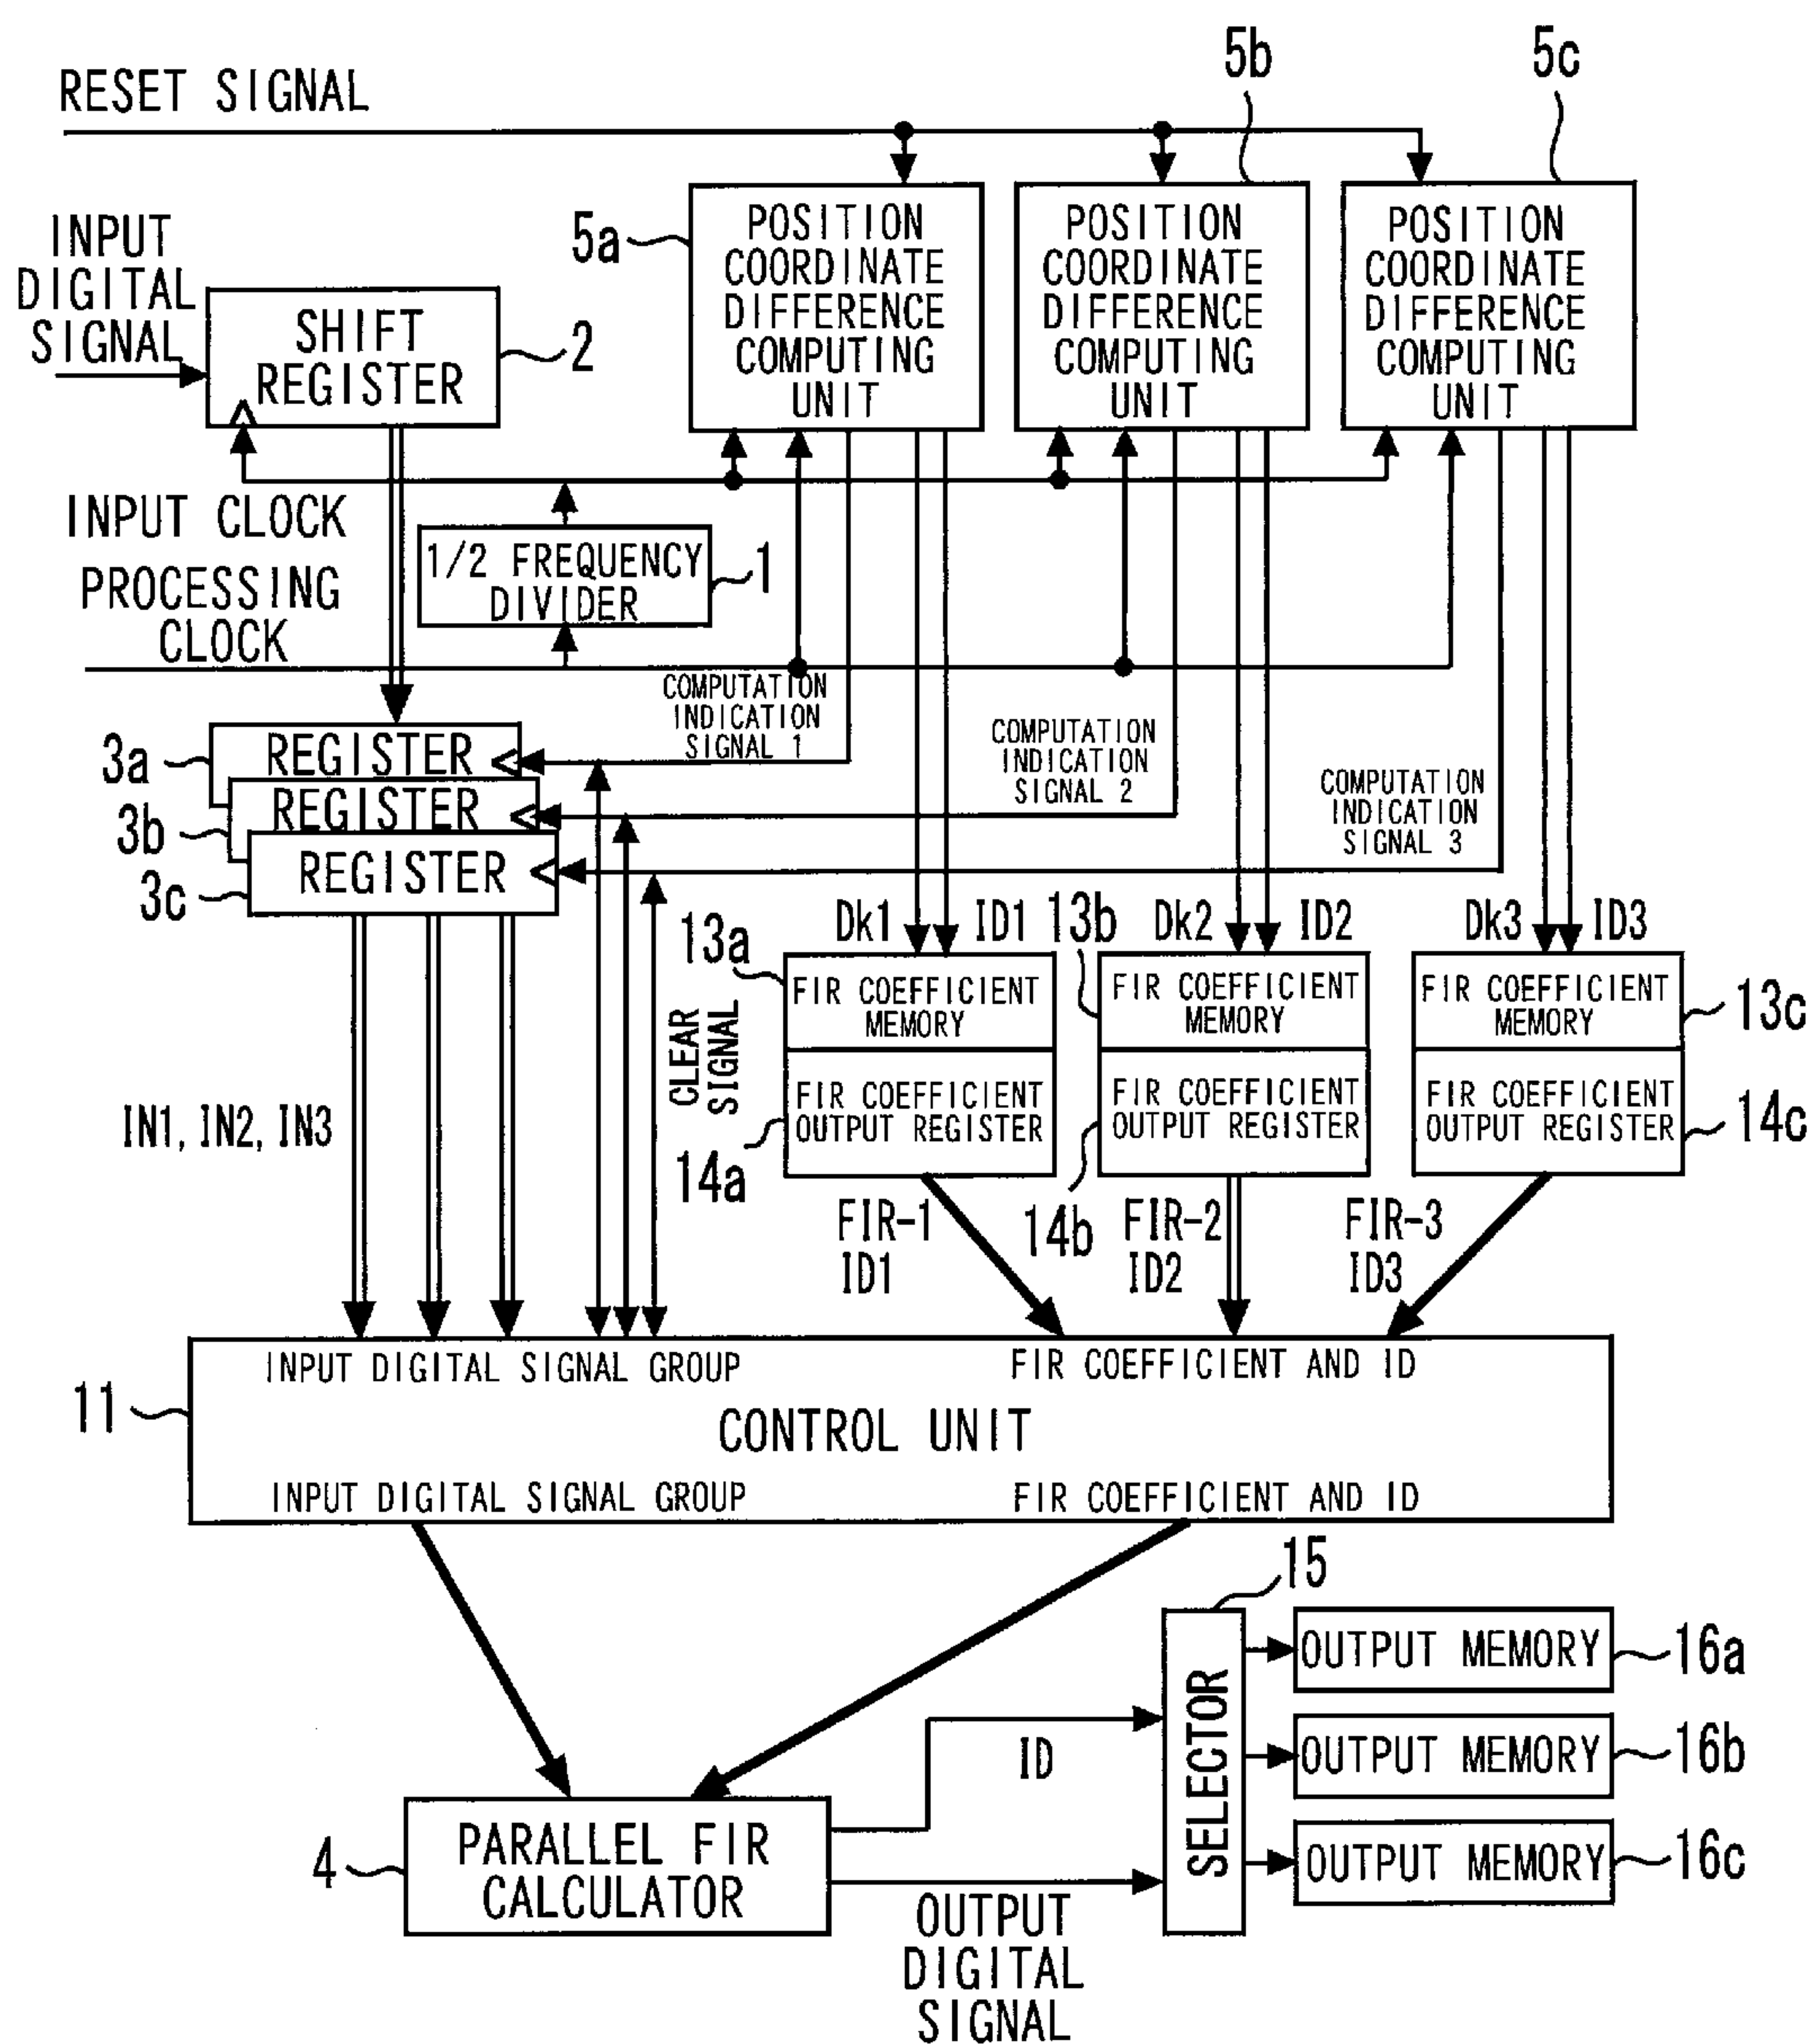 5b
5c
RESET SIGNAL
INPUT
DIGITAL
SIGNAL
SHIFT
REGISTER
2
5a
POSITION
COORDINATE
DIFFERENCE
COMPUTING
UNIT
POSITION
COORDINATE
DIFFERENCE
COMPUTING
UNIT
POSITION
COORDINATE
DIFFERENCE
COMPUTING
UNIT
INPUT CLOCK
1/2 FREQUENCY
DIVIDER
1
PROCESSING
CLOCK
COMPUTATION
INDICATION
SIGNAL 1
COMPUTATION
INDICATION
SIGNAL 2
COMPUTATION
INDICATION
SIGNAL 3
3a
REGISTER
3b
REGISTER
3c
REGISTER
CLEAR
SIGNAL
13a
Dk1
ID1
13b
Dk2
ID2
Dk3
ID3
FIR COEFFICIENT
MEMORY
FIR COEFFICIENT
MEMORY
FIR COEFFICIENT
MEMORY
13c
FIR COEFFICIENT
OUTPUT REGISTER
FIR COEFFICIENT
OUTPUT REGISTER
FIR COEFFICIENT
OUTPUT REGISTER
14c
IN1, IN2, IN3
14a
FIR-1
ID1
14b
FIR-2
ID2
FIR-3
ID3
INPUT DIGITAL SIGNAL GROUP
FIR COEFFICIENT AND ID
11
CONTROL UNIT
INPUT DIGITAL SIGNAL GROUP
FIR COEFFICIENT AND ID
15
SELECTOR
OUTPUT MEMORY
16a
OUTPUT MEMORY
16b
OUTPUT MEMORY
16c
ID
4
PARALLEL FIR
CALCULATOR
OUTPUT
DIGITAL
SIGNAL